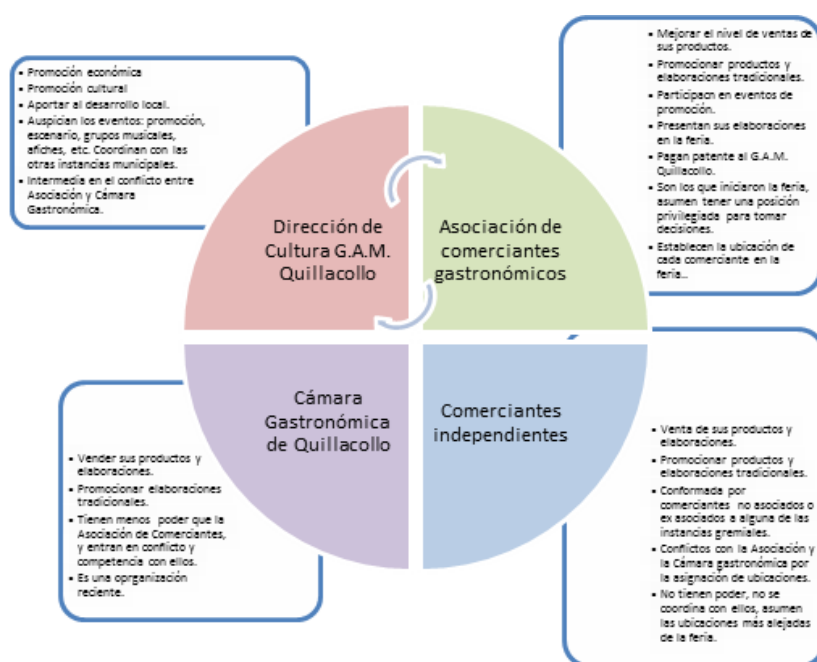 • Promoción económica
• Promoción cultural
• Aportar al desarrollo local.
• Auspician los eventos: promoción,
escenario, grupos musicales,
afiches, etc. Coordinan con las
otras instancias municipales.
• Intermedia en el conflicto entre
Asociación y Cámara
Gastronómica.
• Mejorar el nivel de ventas de
sus productos.
• Promocionar productos y
elaboraciones tradicionales.
• Participacn en eventos de
promoción.
• Presentan sus elaboraciones
en la feria.
• Pagan patente al G.A.M.
Quillacollo.
• Son los que iniciaron la feria,
asumen tener una posición
privilegiada para tomar
decisiones.
• Establecen la ubicación de
cada comerciante en la
feria..
Dirección de
Cultura G.A.M.
Quillacollo
Asociación de
comerciantes
gastronómicos
Cámara
Gastronómica
de Quillacollo
Comerciantes
independientes
• Vender sus productos y
elaboraciones.
• Promocionar elaboraciones
tradicionales.
• Tienen menos poder que la
Asociación de Comerciantes,
y entran en conflicto y
competencia con ellos.
• Es una oprganización
reciente.
• Venta de sus productos y
elaboraciones.
• Promocionar productos y
elaboraciones tradicionales.
• Conformada por
comerciantes no asociados o
ex asociados a alguna de las
instancias gremiales.
• Conflictos con la Asociación y
la Cámara gastronómica por
la asignación de ubicaciones.
• No tienen poder, no se
coordina con ellos, asumen
las ubicaciones más alejadas
de la feria.